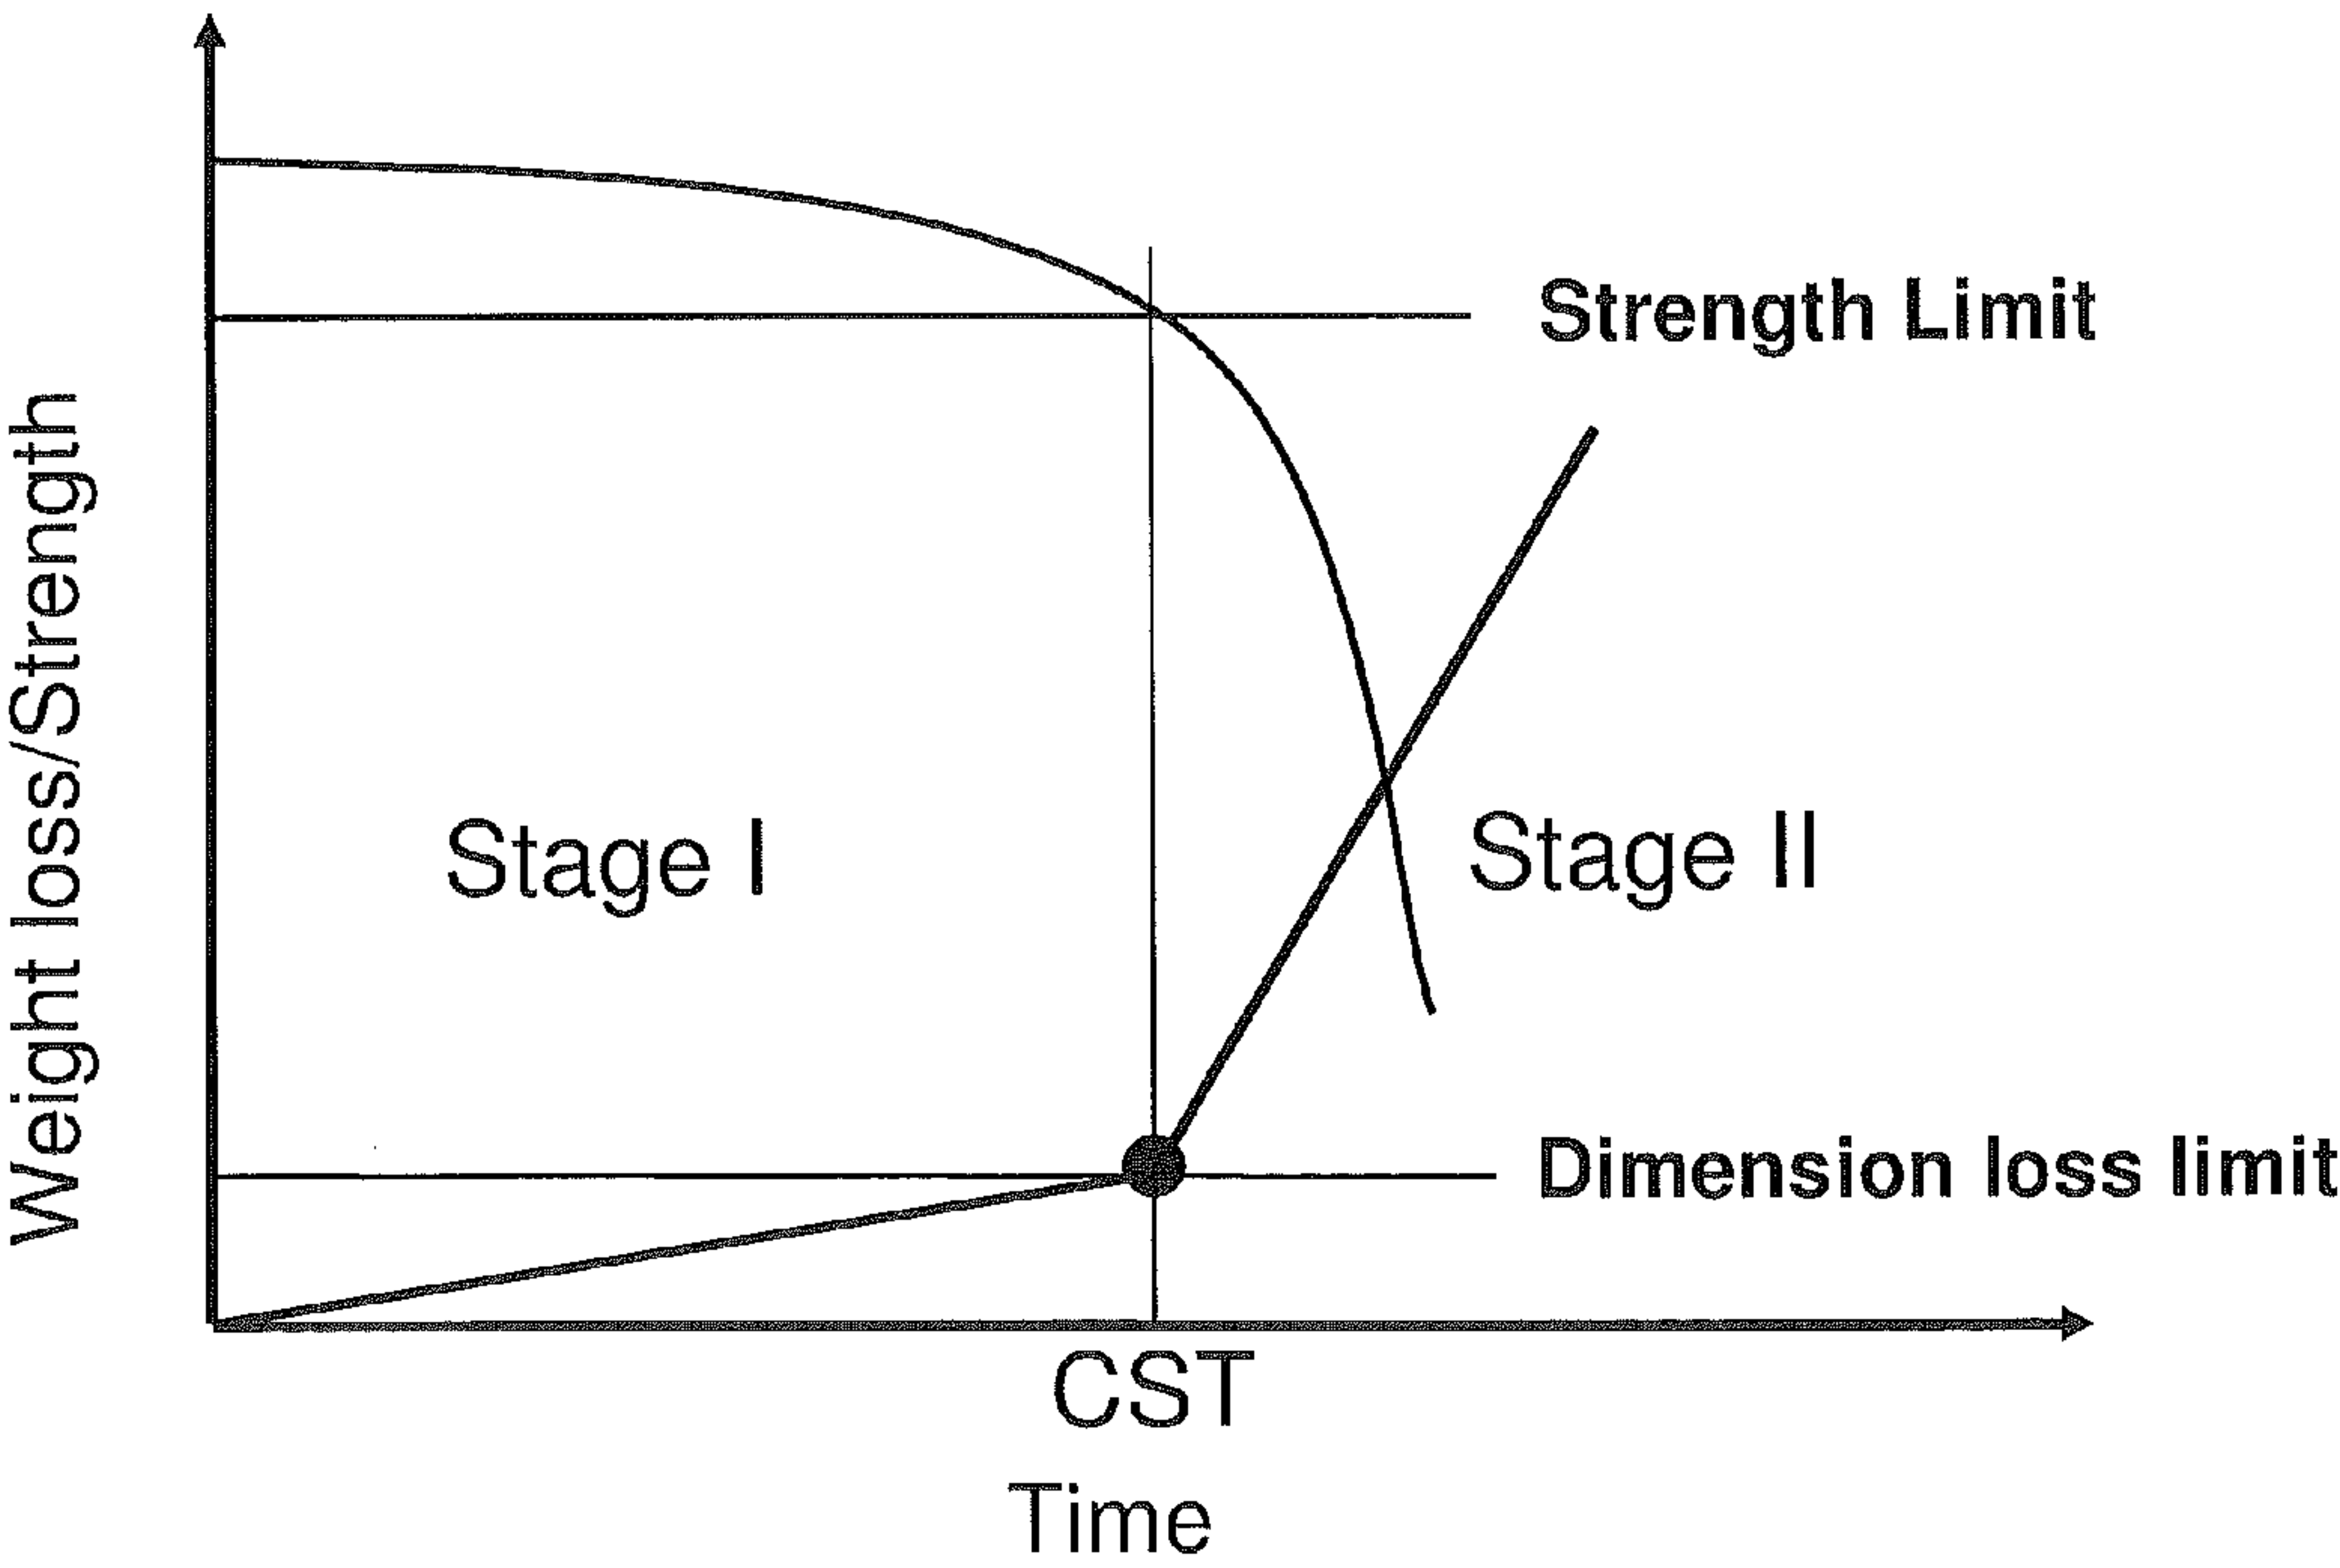 Weight loss/Strength
Strength Limit
Stage I
Stage II
Dimension loss limit
CST
Time